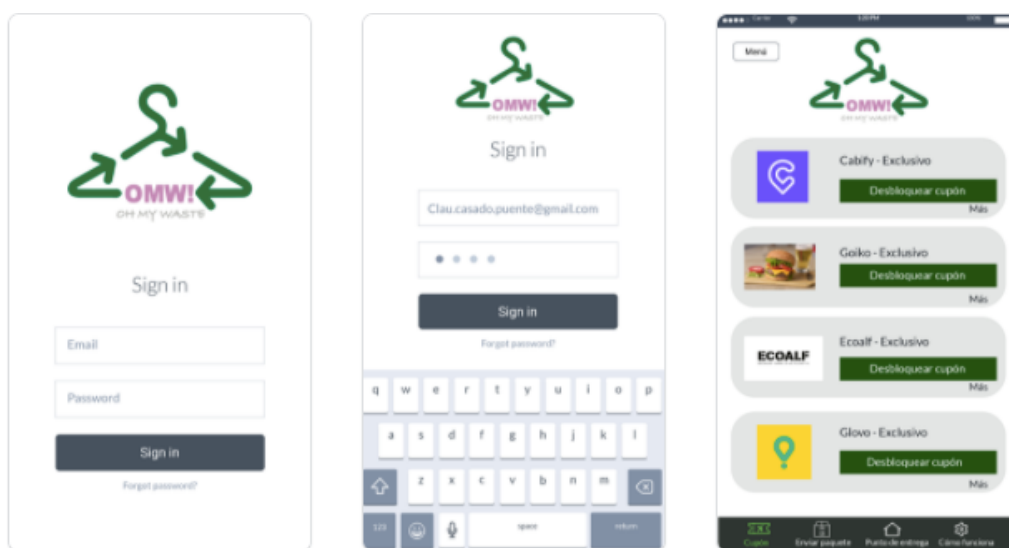 OMW!
OH MY WASTE
Sign in
Email
Password
Sign in
Forgot password?
OMW!
OH MY WASTE
Sign in
Clau.casado.puente@gmail.com
Sign in
Forgot password?
q w e r t y u i o p
a s d f g h j k l
z x c v b n m
123 space return
Carrier 100%
Menú
OMW!
OH MY WASTE
Cabify - Exclusivo
Desbloquear cupón
Más
Goiko - Exclusivo
Desbloquear cupón
Más
ECOALF
Ecoalf - Exclusivo
Desbloquear cupón
Más
Glovo - Exclusivo
Desbloquear cupón
Más
Cupón Enviar paquete Punto de entrega Cómo funciona